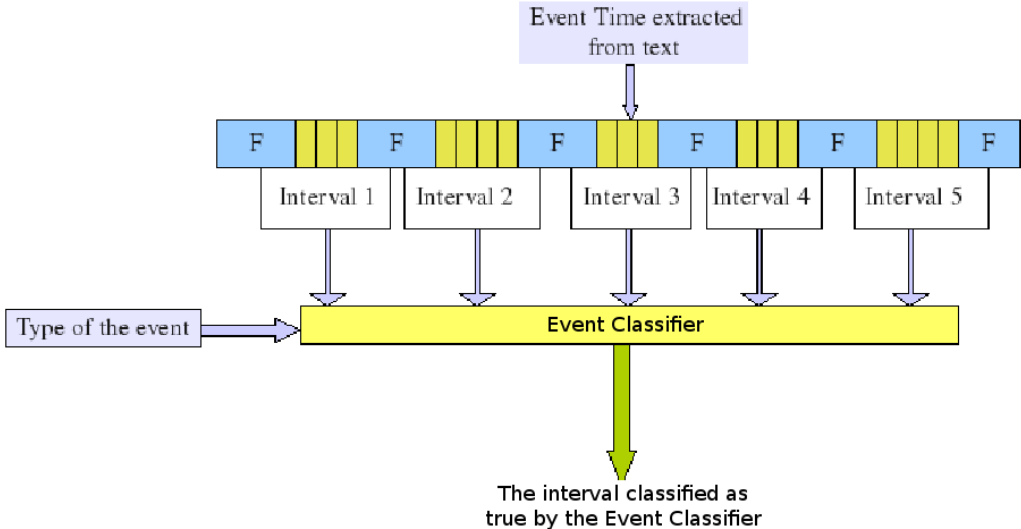 Event Time extracted
from text
F F F F F F
Interval 1 Interval 2 Interval 3 Interval 4 Interval 5
Type of the event
Event Classifier
The interval classified as
true by the Event Classifier